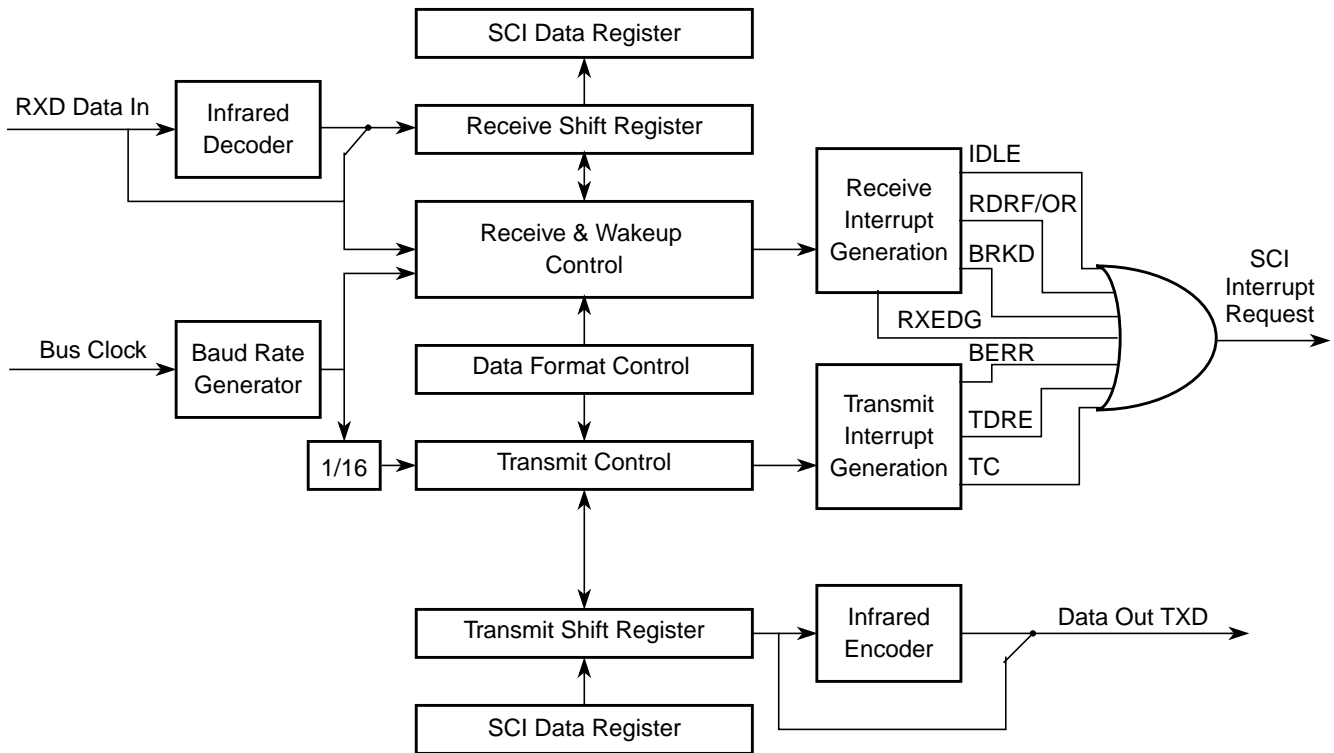 SCI Data Register
RXD Data In
Infrared
Decoder
Receive Shift Register
Receive & Wakeup
Control
Receive
Interrupt
Generation
IDLE
RDRF/OR
BRKD
RXEDG
SCI
Interrupt
Request
Bus Clock
Baud Rate
Generator
Data Format Control
BERR
Transmit
Interrupt
Generation
TDRE
TC
1/16
Transmit Control
Transmit Shift Register
Infrared
Encoder
Data Out TXD
SCI Data Register